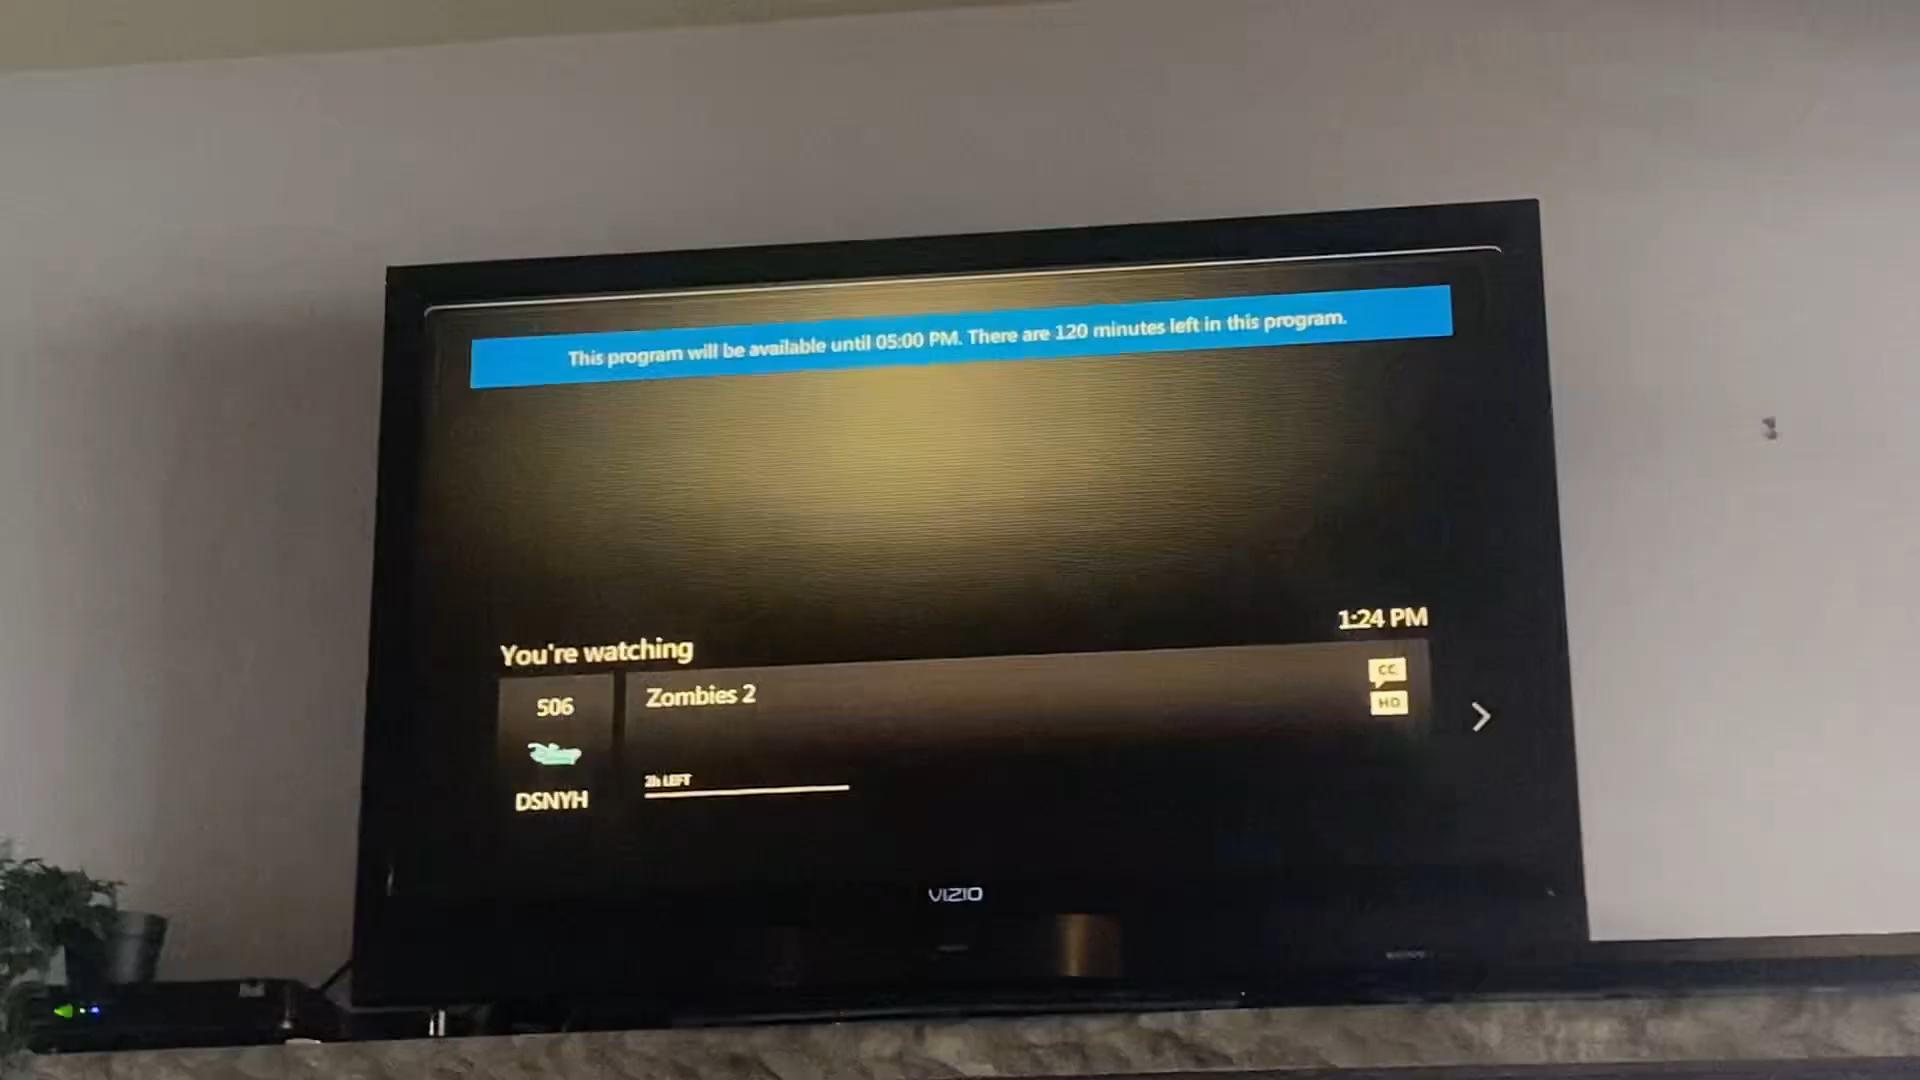 This program will be available until 05:00 PM. There are 120 minutes left in this program.
1:24 PM
You're watching
506
Zombies 2
CC
HD
2h LEFT
DSNYH
VIZIO